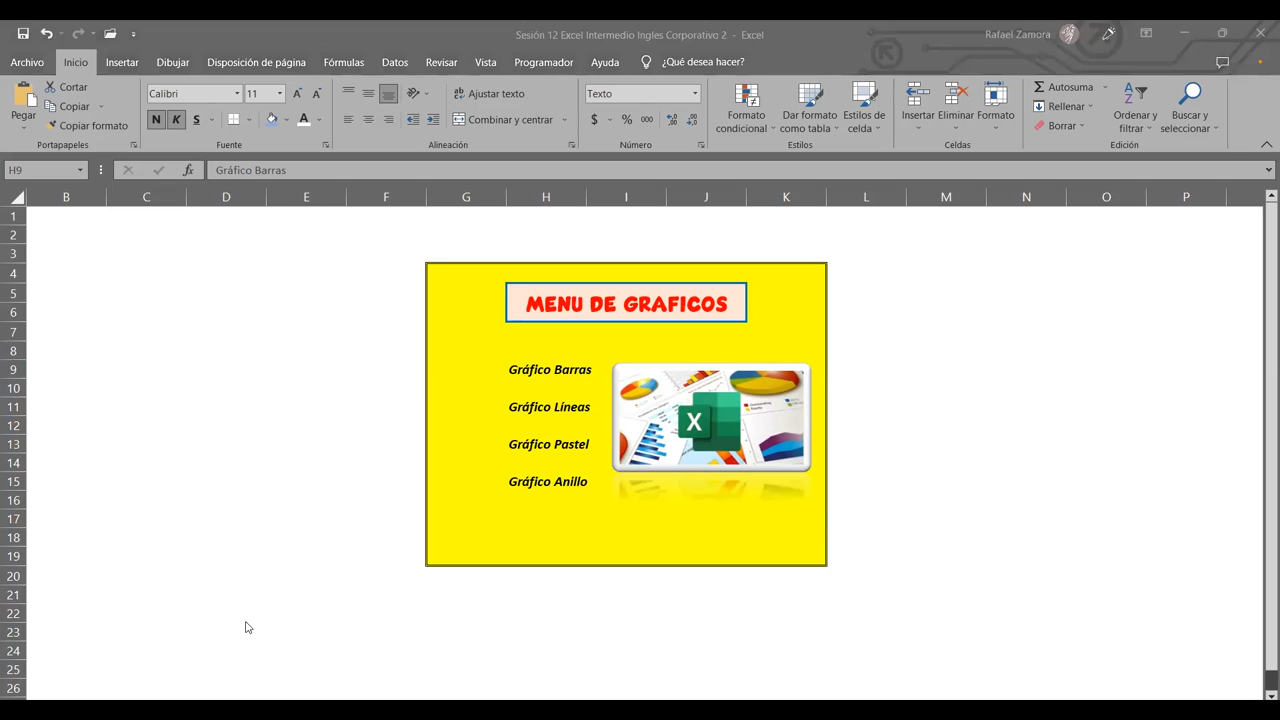 Sesión 12 Excel Intermedio Ingles Corporativo 2 - Excel
Rafael Zamora
Archivo Inicio Insertar Dibujar Disposición de página Fórmulas Datos Revisar Vista Programador Ayuda ¿Qué desea hacer?
Pegar
Cortar
Copiar
Copiar formato
Portapapeles
Calibri 11
N K S A
Fuente
Ajustar texto
Combinar y centrar
Alineación
Texto
$ % 000
Número
Formato condicional
Dar formato como tabla
Estilos de celda
Estilos
Insertar Eliminar Formato
Celdas
Autosuma
Rellenar
Borrar
Ordenar y filtrar
Buscar y seleccionar
Edición
H9 fx Gráfico Barras
B C D E F G H I J K L M N O P
1
2
3
4
5
6
7
8
9
10
11
12
13
14
15
16
17
18
19
20
21
22
23
24
25
26
MENU DE GRAFICOS
Gráfico Barras
Gráfico Líneas
Gráfico Pastel
Gráfico Anillo
X